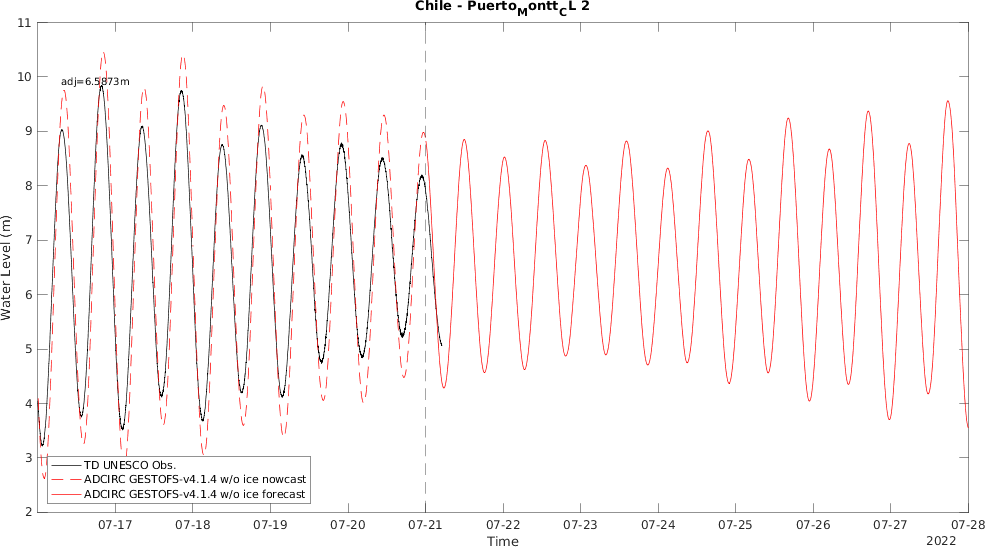 Chile - Puerto_Montt_CL 2
adj=6.5873m
11
10
9
8
7
6
5
4
3
2
Water Level (m)
TD UNESCO Obs.
ADCIRC GESTOFS-v4.1.4 w/o ice nowcast
ADCIRC GESTOFS-v4.1.4 w/o ice forecast
07-17 07-18 07-19 07-20 07-21 07-22 07-23 07-24 07-25 07-26 07-27 07-28
Time
2022